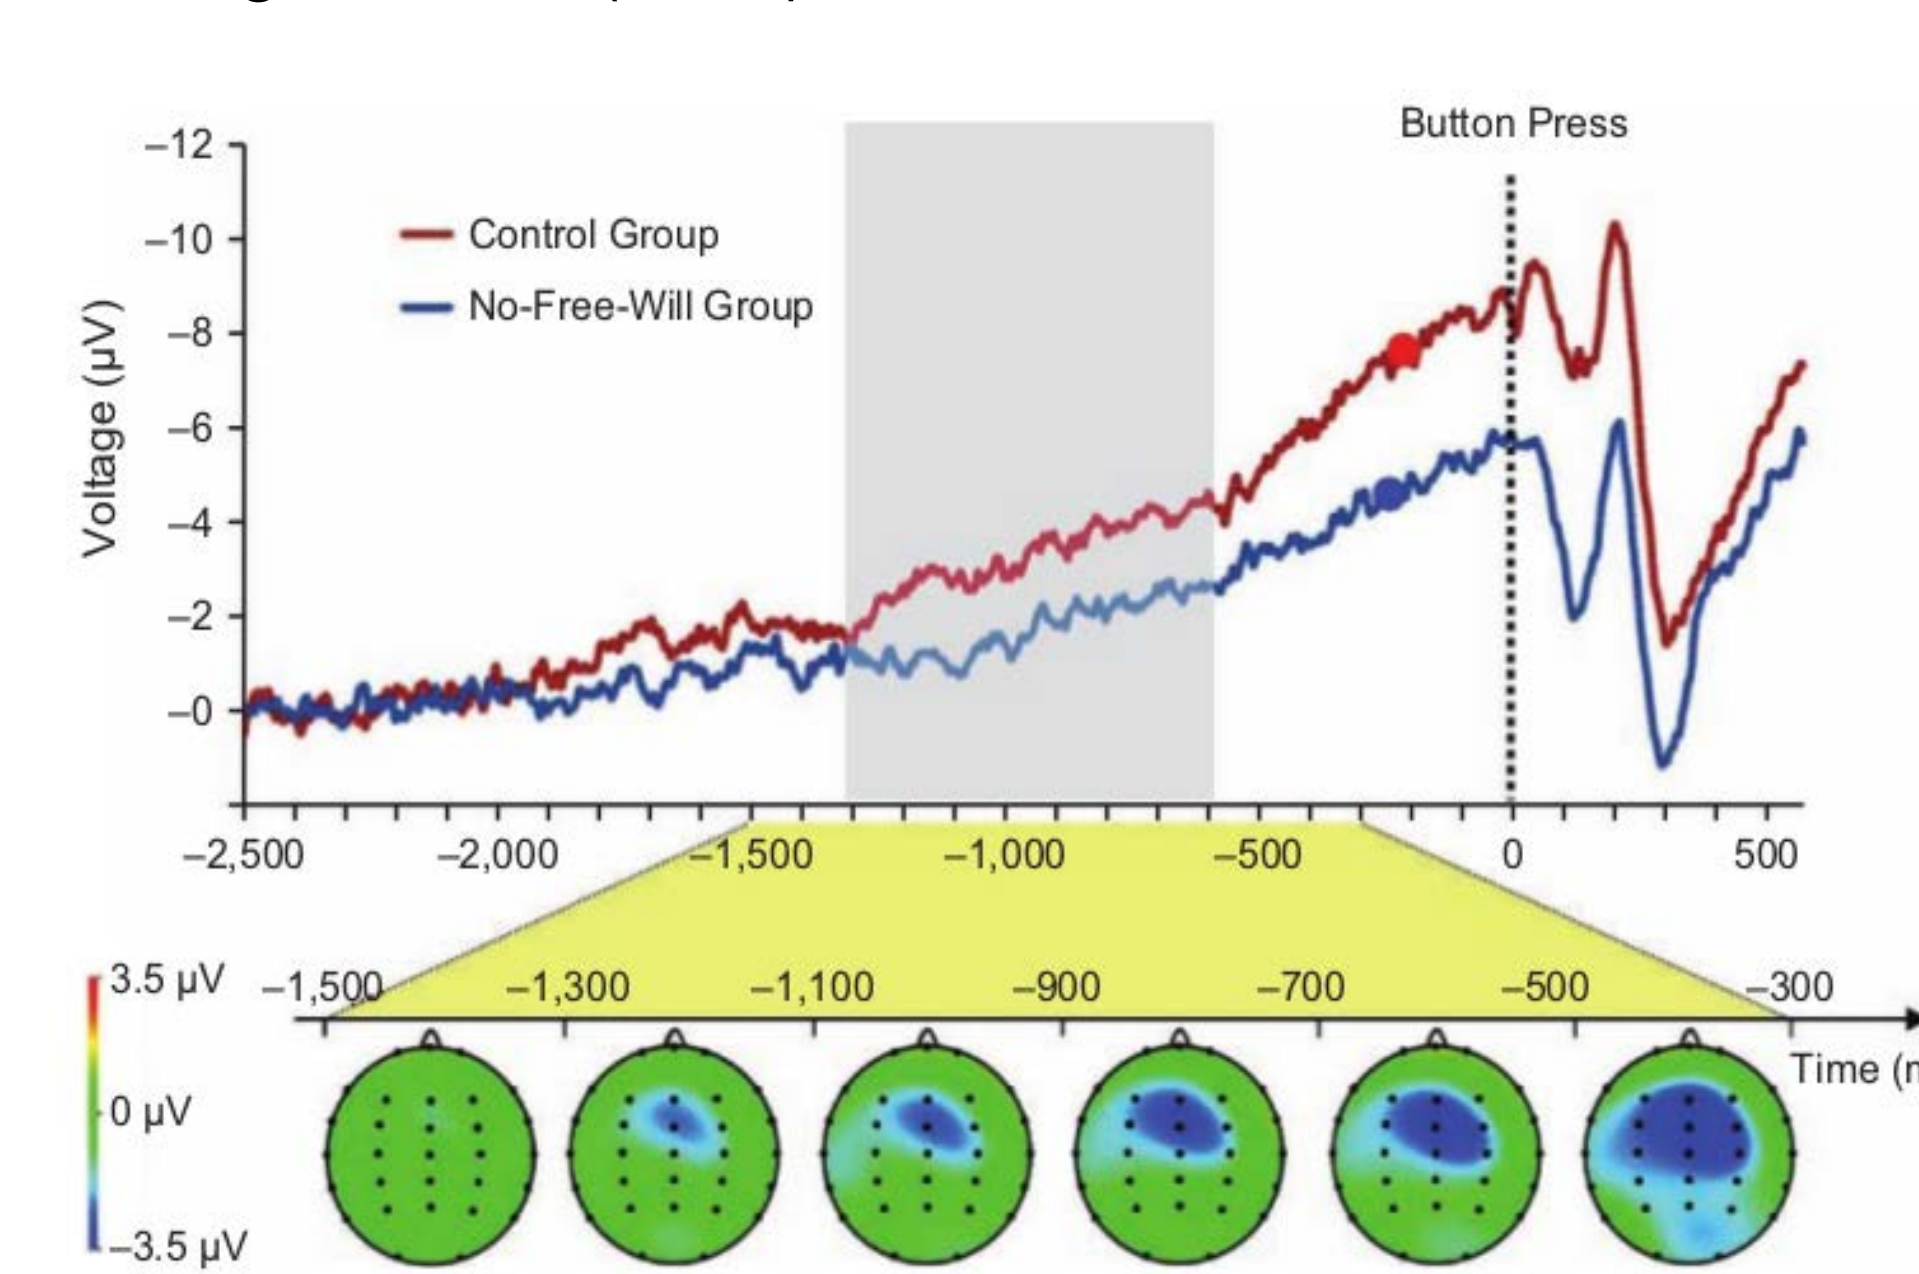 Button Press
–12
–10
–8
–6
–4
–2
–0
Voltage (µV)
Control Group
No-Free-Will Group
–2,500 –2,000 –1,500 –1,000 –500 0 500
3.5 µV
0 µV
–3.5 µV
–1,500 –1,300 –1,100 –900 –700 –500 –300
Time